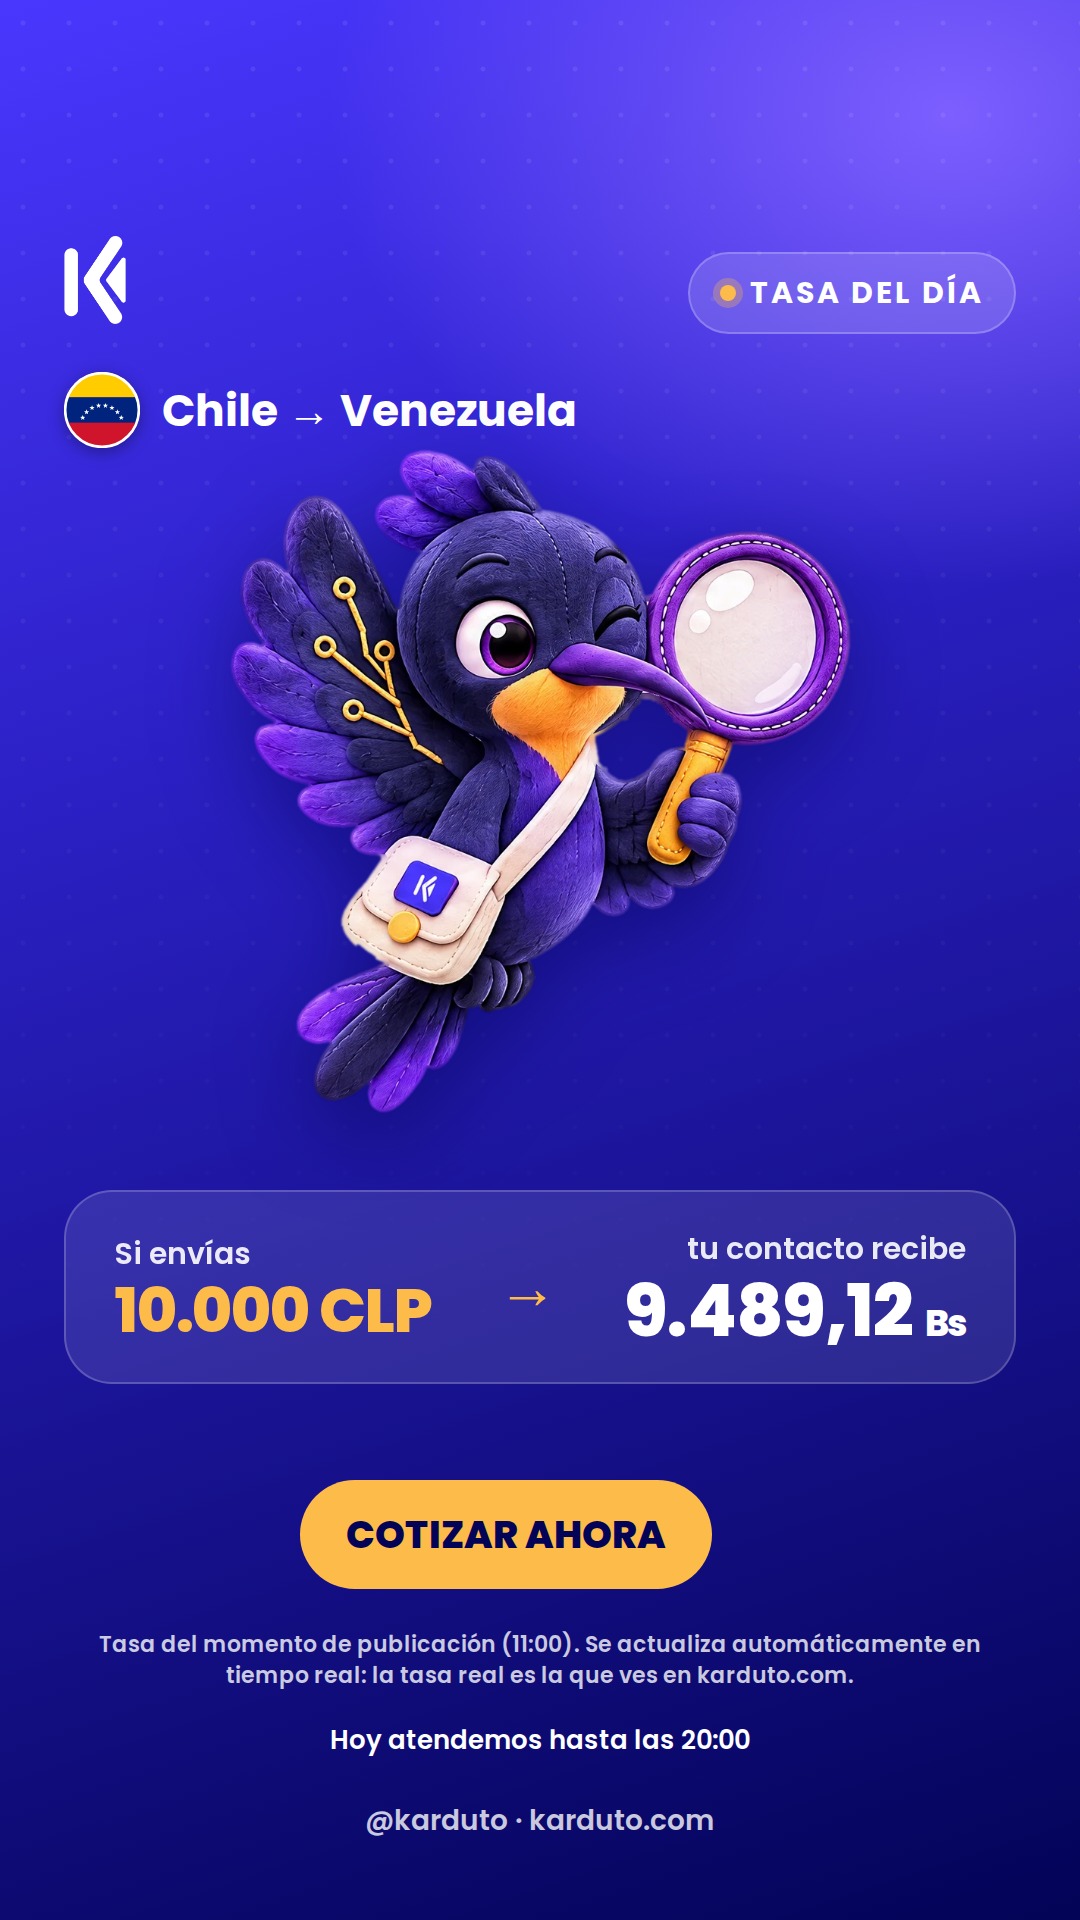 TASA DEL DÍA
Chile → Venezuela
Si envías
10.000 CLP
→
tu contacto recibe
9.489,12 Bs
COTIZAR AHORA
Tasa del momento de publicación (11:00). Se actualiza automáticamente en
tiempo real: la tasa real es la que ves en karduto.com.
Hoy atendemos hasta las 20:00
@karduto · karduto.com